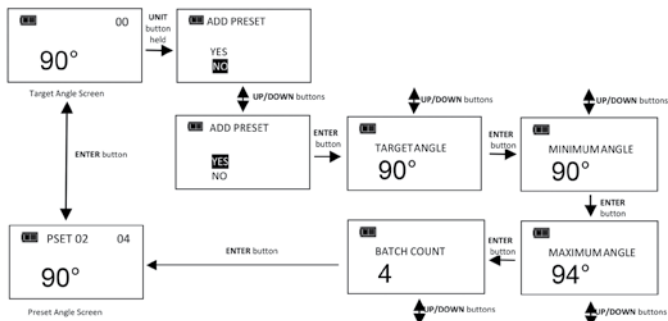 00
90°
Target Angle Screen
UNIT
button
held
ADD PRESET
YES
NO
UP/DOWN buttons
ADD PRESET
YES
NO
ENTER
button
UP/DOWN buttons
TARGET ANGLE
90°
ENTER
button
UP/DOWN buttons
MINIMUM ANGLE
90°
ENTER
button
MAXIMUM ANGLE
94°
UP/DOWN buttons
ENTER
button
BATCH COUNT
4
UP/DOWN buttons
ENTER button
PSET 02 04
90°
Preset Angle Screen
ENTER button